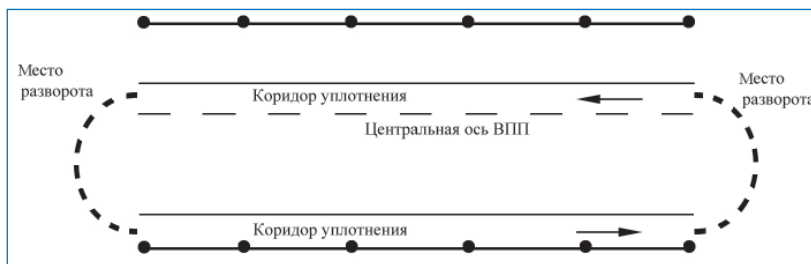 Место
разворота
Коридор уплотнения
Место
разворота
Центральная ось ВПП
Коридор уплотнения